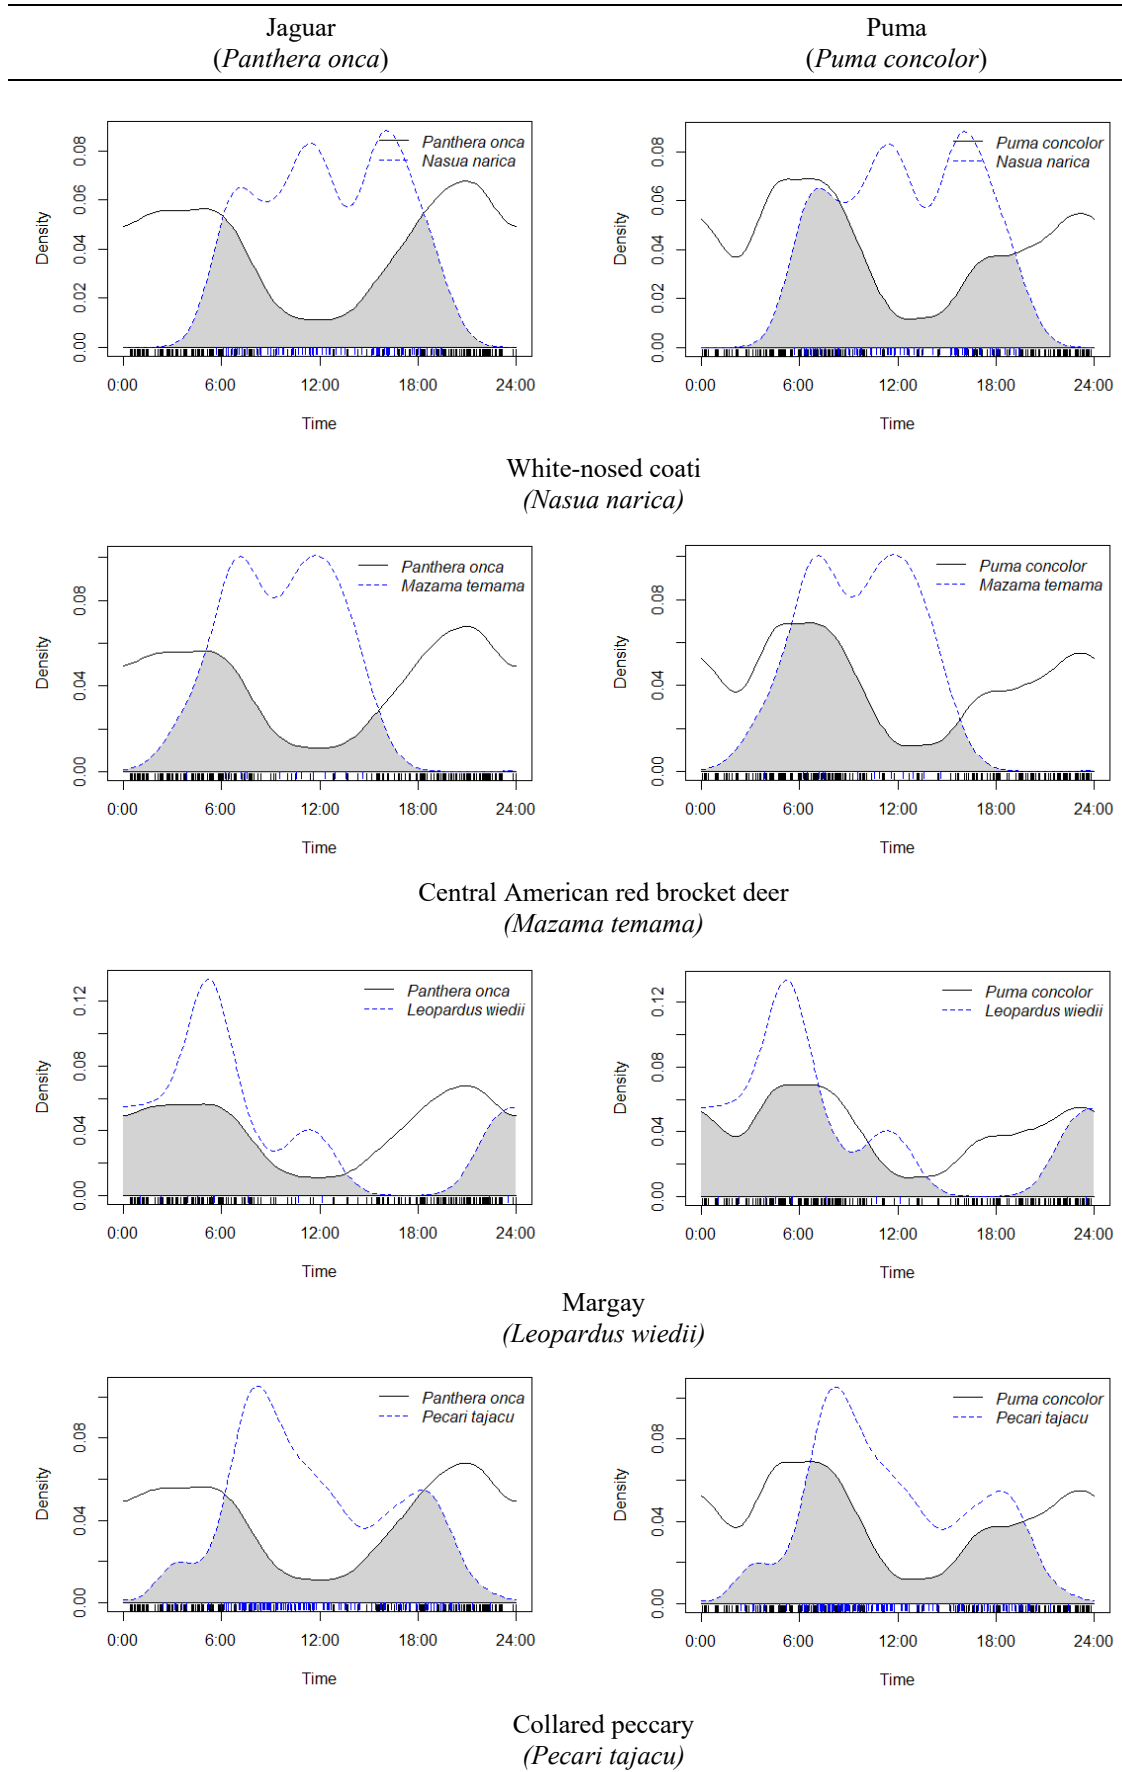 Jaguar
(Panthera onca)
Puma
(Puma concolor)
Density
0.00
0.02
0.04
0.06
0.08
Panthera onca
Nasua narica
0:00 6:00 12:00 18:00 24:00
Time
Density
0.00
0.02
0.04
0.06
0.08
Puma concolor
Nasua narica
0:00 6:00 12:00 18:00 24:00
Time
White-nosed coati
(Nasua narica)
Density
0.00
0.04
0.08
Panthera onca
Mazama temama
0:00 6:00 12:00 18:00 24:00
Time
Density
0.00
0.04
0.08
Puma concolor
Mazama temama
0:00 6:00 12:00 18:00 24:00
Time
Central American red brocket deer
(Mazama temama)
Density
0.00
0.04
0.08
0.12
Panthera onca
Leopardus wiedii
0:00 6:00 12:00 18:00 24:00
Time
Density
0.00
0.04
0.08
0.12
Puma concolor
Leopardus wiedii
0:00 6:00 12:00 18:00 24:00
Time
Margay
(Leopardus wiedii)
Density
0.00
0.04
0.08
Panthera onca
Pecari tajacu
0:00 6:00 12:00 18:00 24:00
Time
Density
0.00
0.04
0.08
Puma concolor
Pecari tajacu
0:00 6:00 12:00 18:00 24:00
Time
Collared peccary
(Pecari tajacu)